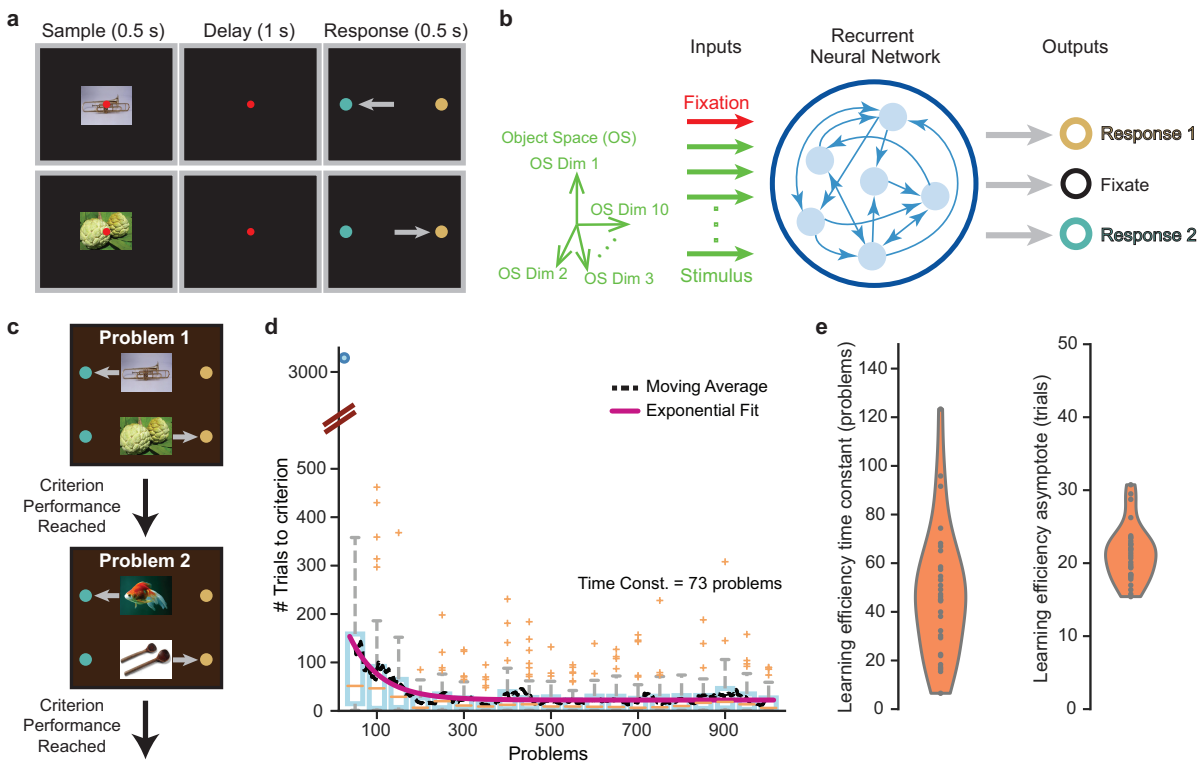 a
Sample (0.5 s)
Delay (1 s)
Response (0.5 s)
b
Inputs
Recurrent
Neural Network
Outputs
Fixation
Object Space (OS)
OS Dim 1
OS Dim 10
OS Dim 2
OS Dim 3
Stimulus
Response 1
Fixate
Response 2
c
Problem 1
Criterion
Performance
Reached
Problem 2
Criterion
Performance
Reached
d
# Trials to criterion
3000
500
400
300
200
100
0
Moving Average
Exponential Fit
Time Const. = 73 problems
100
300
500
700
900
Problems
e
Learning efficiency time constant (problems)
140
120
100
80
60
40
20
0
Learning efficiency asymptote (trials)
50
40
30
20
10
0